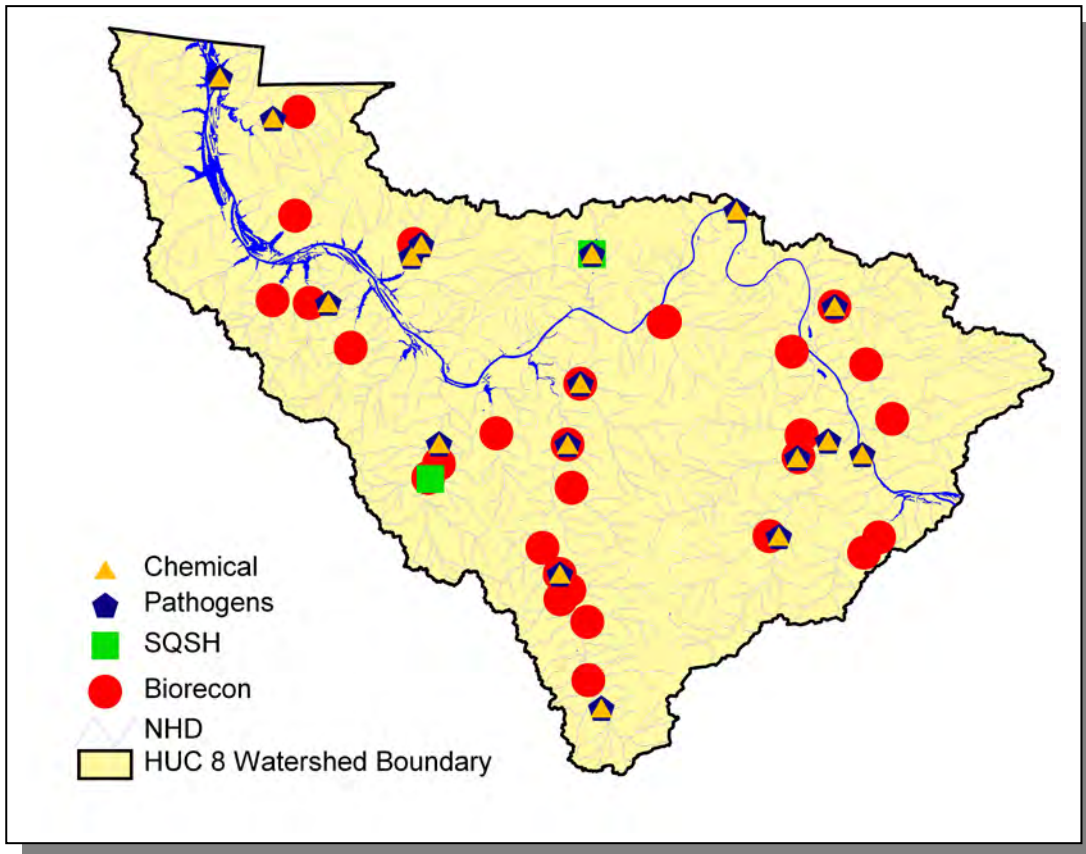 Chemical
Pathogens
SQSH
Biorecon
NHD
HUC 8 Watershed Boundary